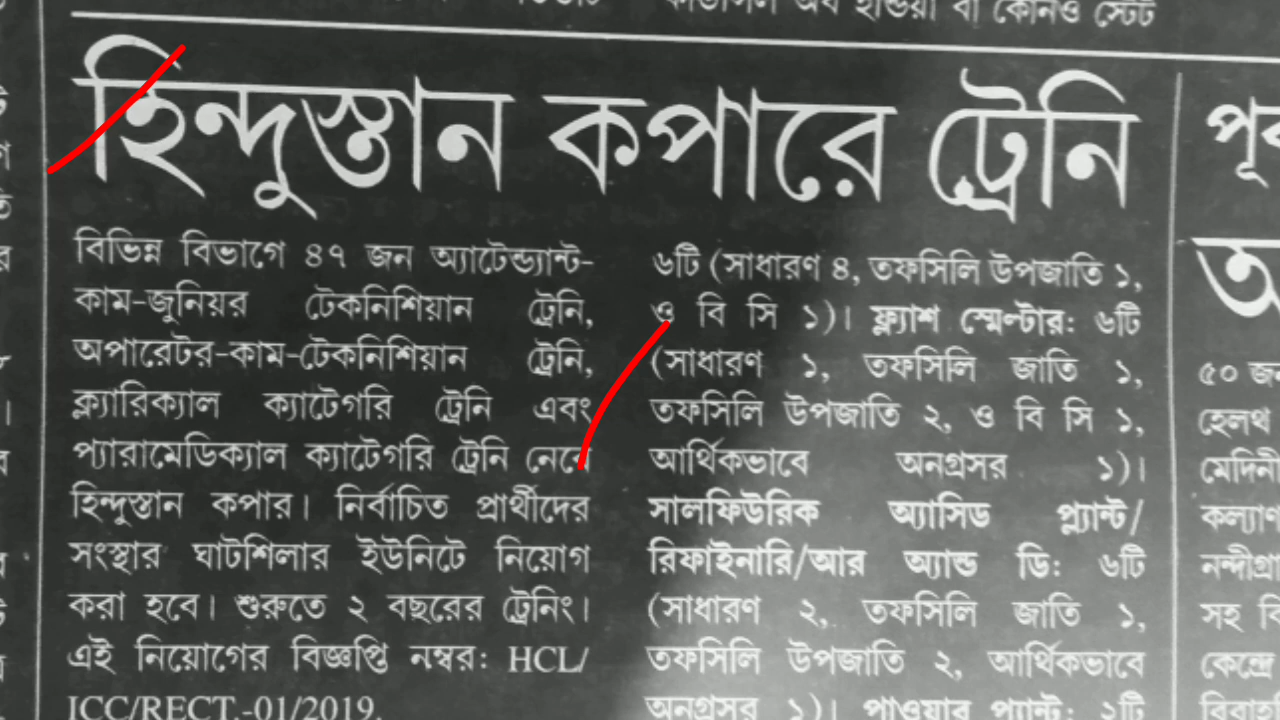 হিন্দুস্তান কপারে ট্রেনি
বিভিন্ন বিভাগে ৪৭ জন অ্যাটেন্ড্যান্ট-
কাম-জুনিয়র টেকনিশিয়ান ট্রেনি,
অপারেটর-কাম-টেকনিশিয়ান ট্রেনি,
ক্ল্যারিক্যাল ক্যাটেগরি ট্রেনি এবং
প্যারামেডিক্যাল ক্যাটেগরি ট্রেনি নেবে
হিন্দুস্তান কপার। নির্বাচিত প্রার্থীদের
সংস্থার ঘাটশিলার ইউনিটে নিয়োগ
করা হবে। শুরুতে ২ বছরের ট্রেনিং।
এই নিয়োগের বিজ্ঞপ্তি নম্বর: HCL/
ICC/RECT.-01/2019.
৬টি (সাধারণ ৪, তফসিলি উপজাতি ১,
ও বি সি ১)। ফ্ল্যাশ স্মেল্টার: ৬টি
(সাধারণ ১, তফসিলি জাতি ১,
তফসিলি উপজাতি ২, ও বি সি ১,
আর্থিকভাবে অনগ্রসর ১)।
সালফিউরিক অ্যাসিড প্ল্যান্ট/
রিফাইনারি/আর অ্যান্ড ডি: ৬টি
(সাধারণ ২, তফসিলি জাতি ১,
তফসিলি উপজাতি ২, আর্থিকভাবে
অনগ্রসর ১)। পাওয়ার প্ল্যান্ট: ২টি
৫০ জন
হেলথ
মেদিনী
কল্যাণ
নন্দীগ্রা
সহ বি
কেন্দ্রে